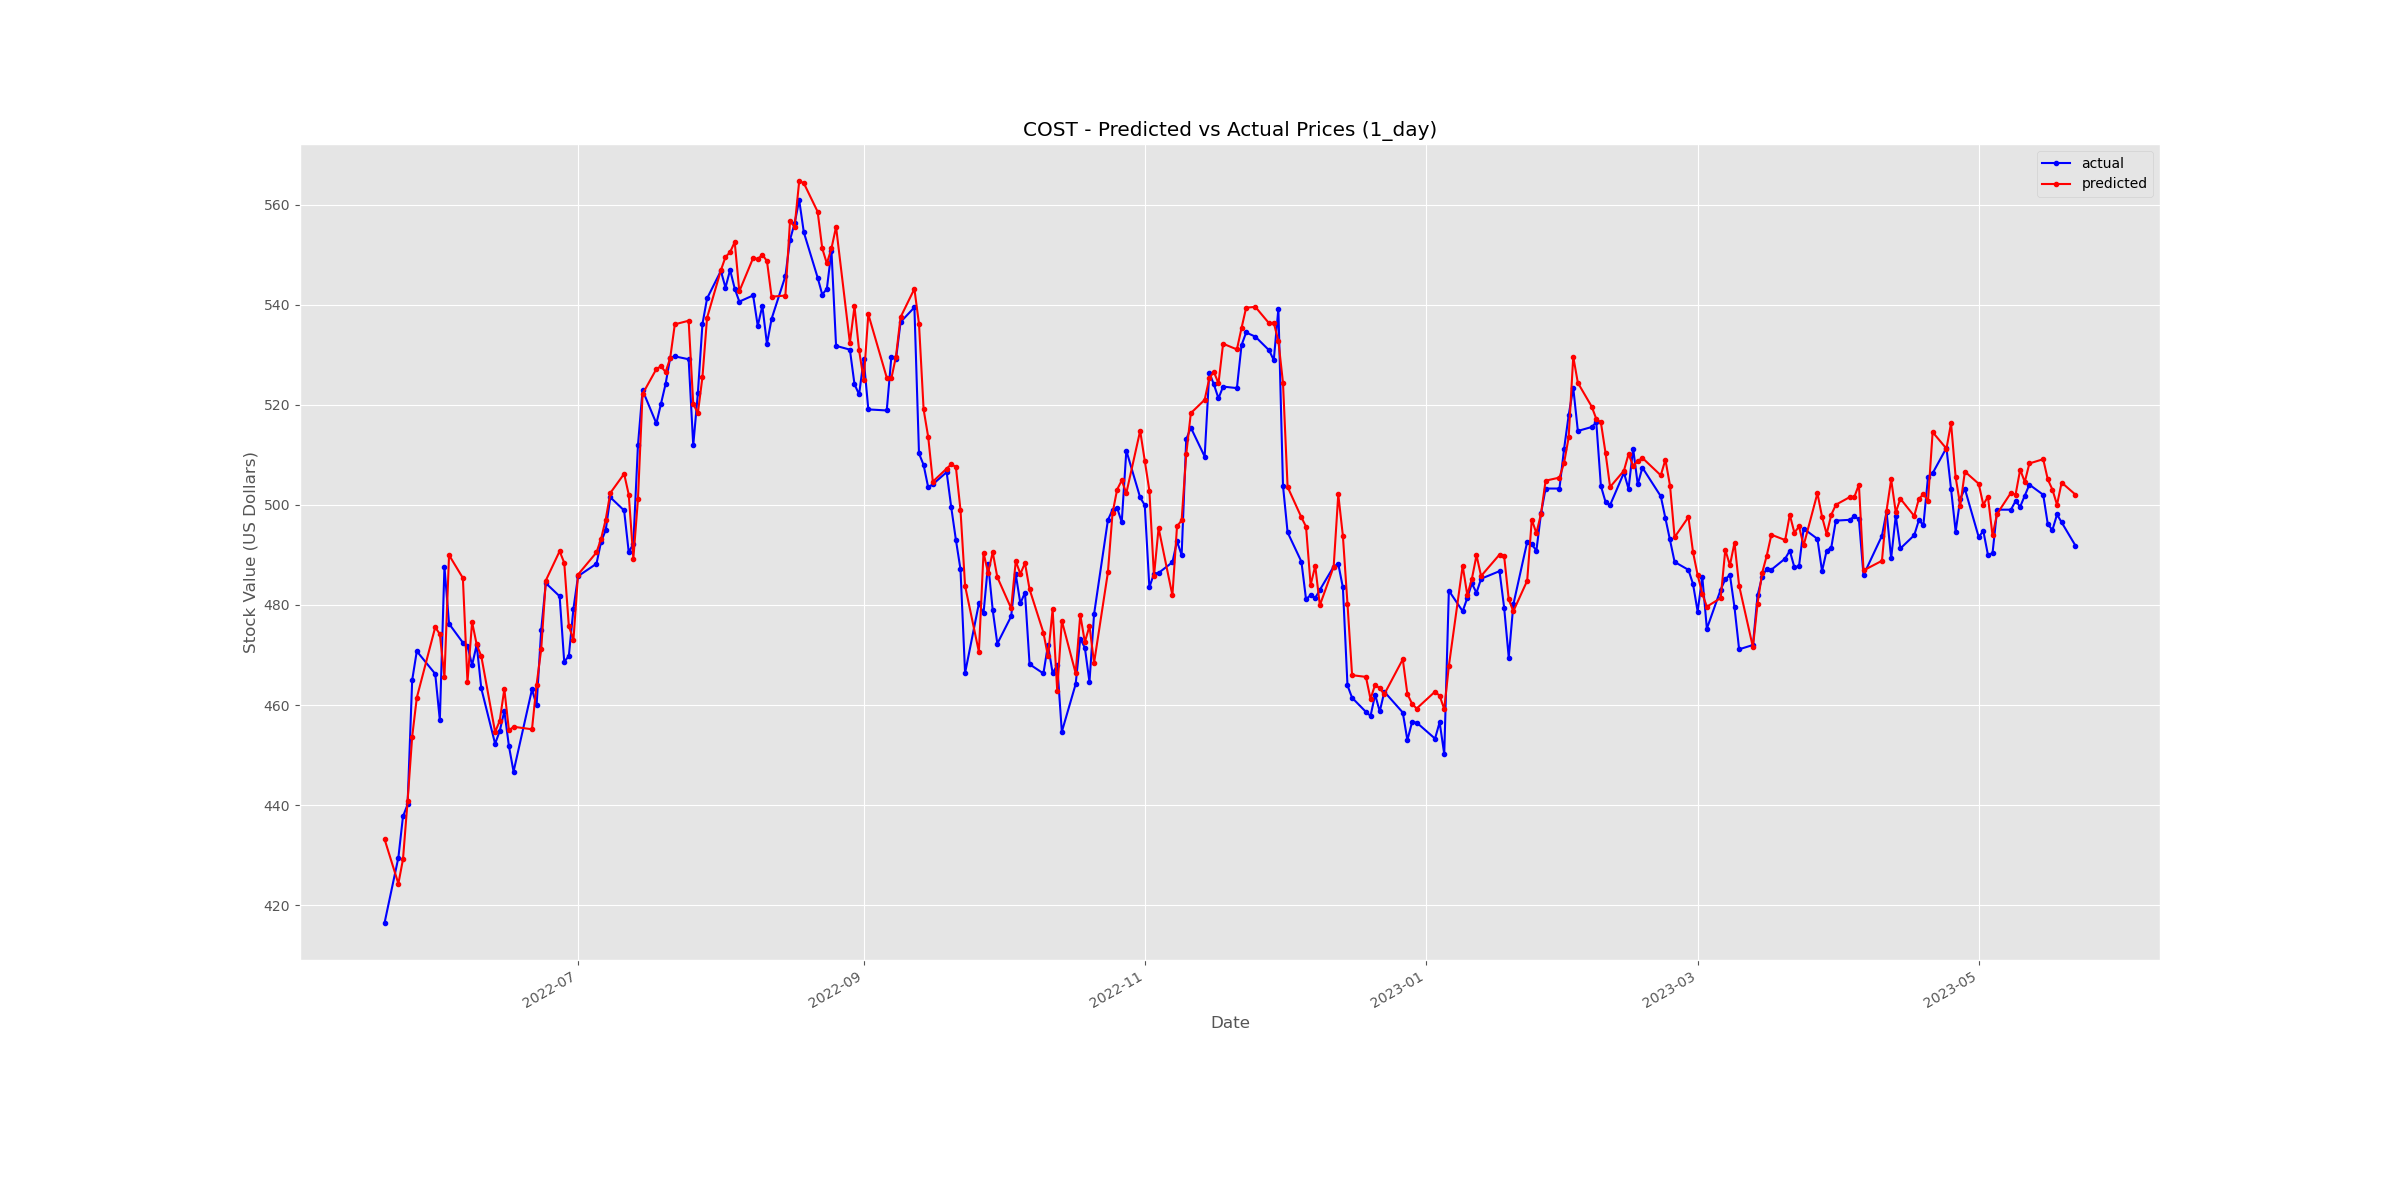 COST - Predicted vs Actual Prices (1_day)
actual
predicted
560
540
520
500
480
460
440
420
Stock Value (US Dollars)
2022-07
2022-09
2022-11
2023-01
2023-03
2023-05
Date